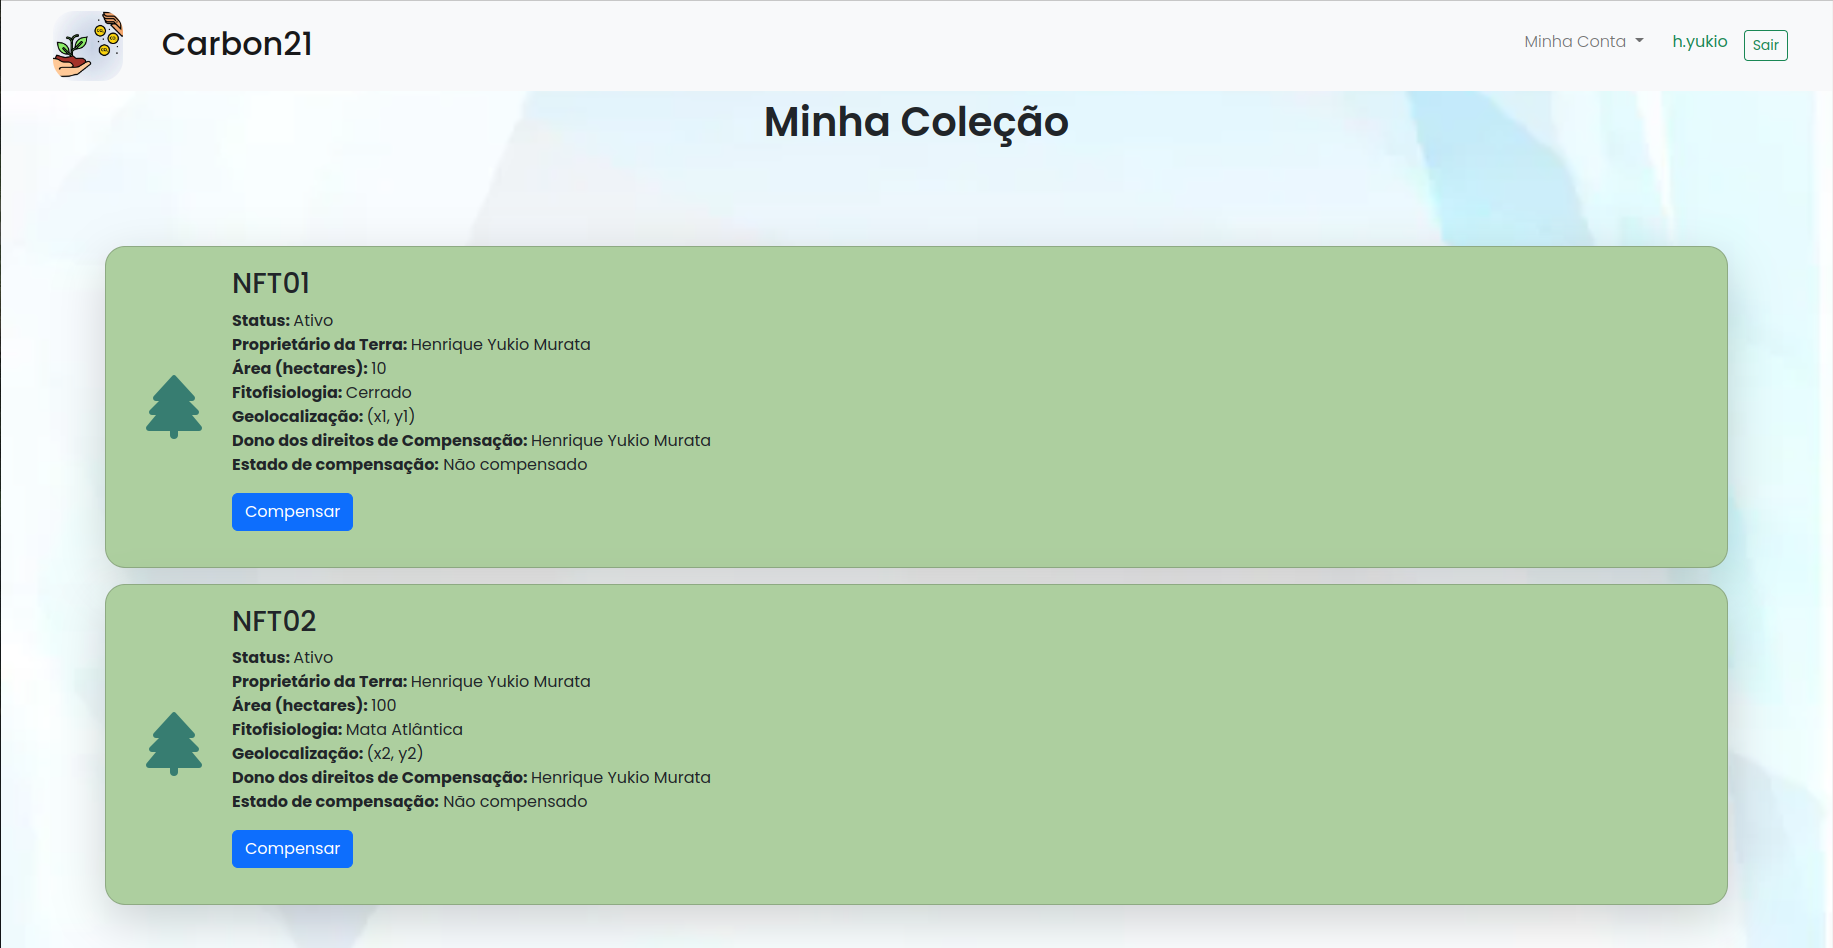 Carbon21
Minha Conta
h.yukio
Sair
Minha Coleção
NFT01
Status: Ativo
Proprietário da Terra: Henrique Yukio Murata
Área (hectares): 10
Fitofisiologia: Cerrado
Geolocalização: (x1, y1)
Dono dos direitos de Compensação: Henrique Yukio Murata
Estado de compensação: Não compensado
Compensar
NFT02
Status: Ativo
Proprietário da Terra: Henrique Yukio Murata
Área (hectares): 100
Fitofisiologia: Mata Atlântica
Geolocalização: (x2, y2)
Dono dos direitos de Compensação: Henrique Yukio Murata
Estado de compensação: Não compensado
Compensar